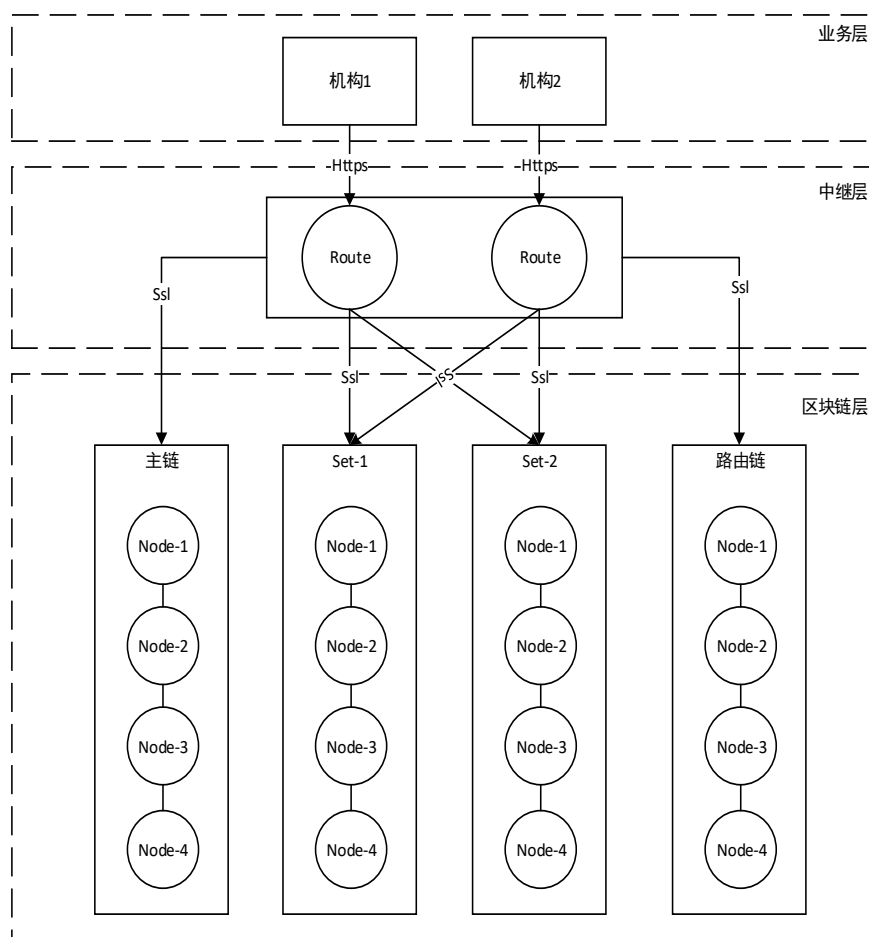 业务层
机构1
机构2
Https
Https
中继层
Route
Route
Ssl
Ssl
Ssl
Ssl
Ssl
区块链层
主链
Set-1
Set-2
路由链
Node-1
Node-1
Node-1
Node-1
Node-2
Node-2
Node-2
Node-2
Node-3
Node-3
Node-3
Node-3
Node-4
Node-4
Node-4
Node-4